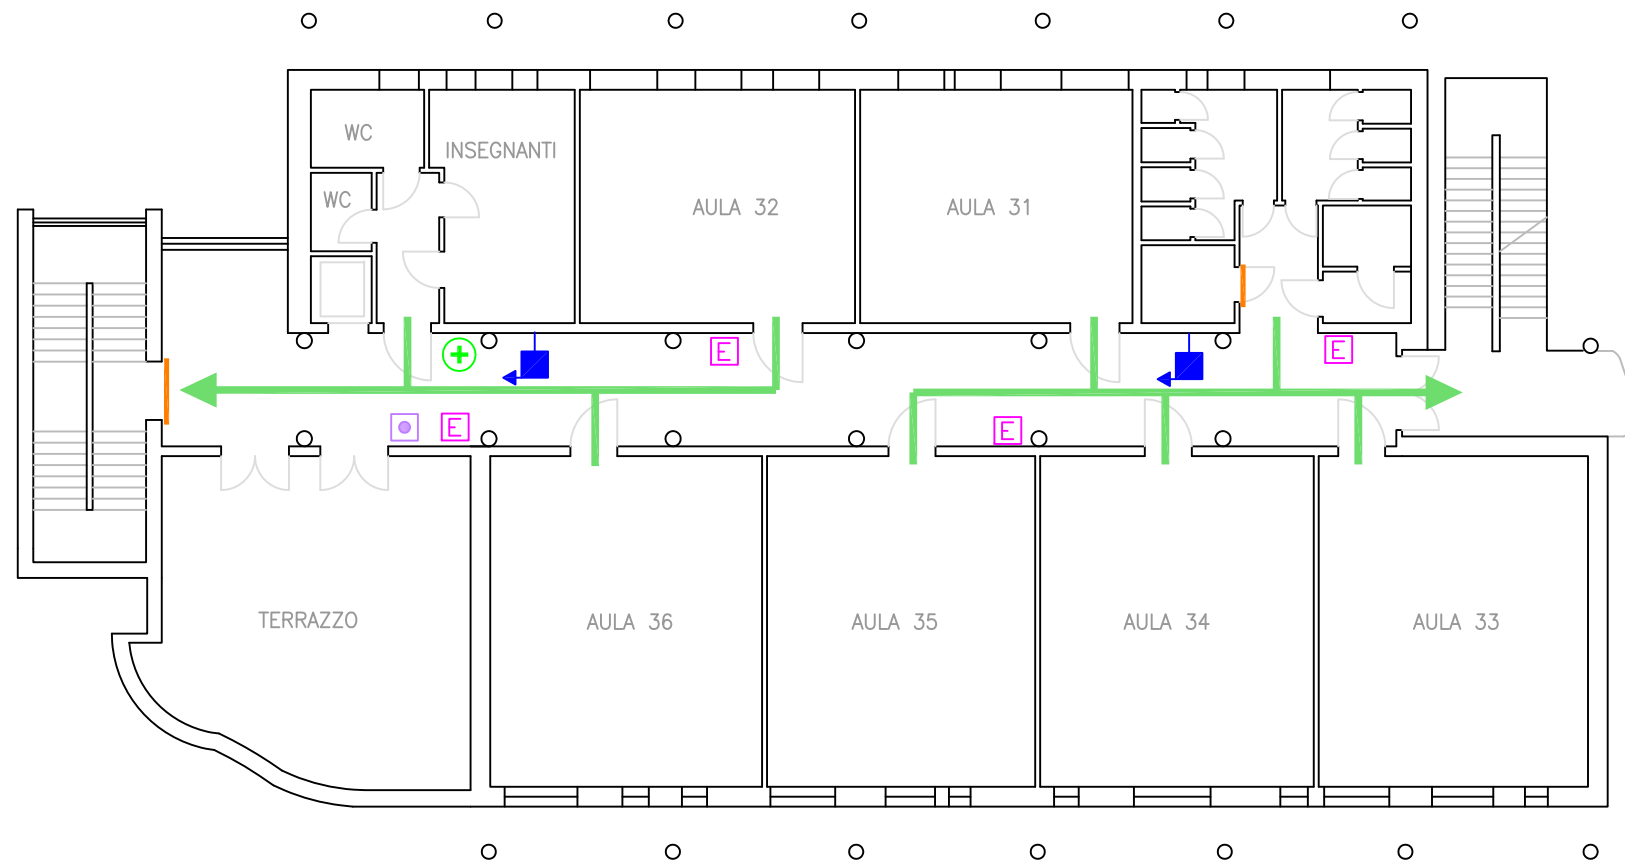 WC
INSEGNANTI
WC
AULA 32
AULA 31
E
E
E
E
TERRAZZO
AULA 36
AULA 35
AULA 34
AULA 33